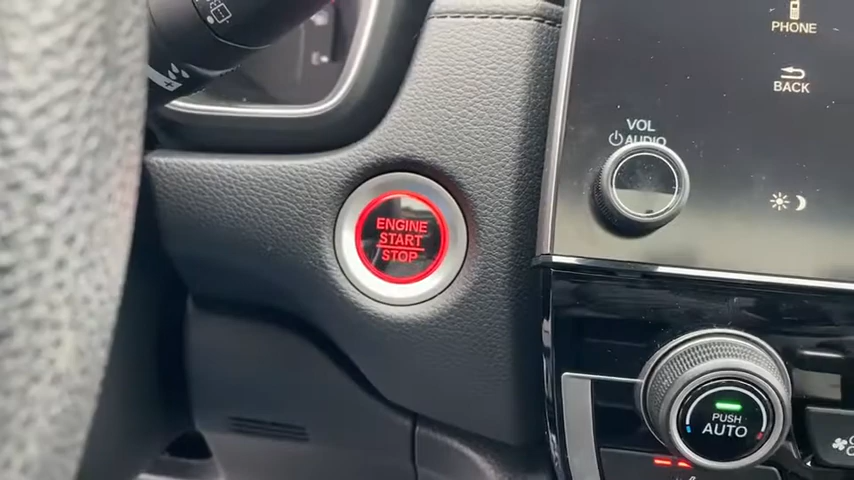 PHONE
BACK
VOL
AUDIO
ENGINE
START
STOP
PUSH
AUTO